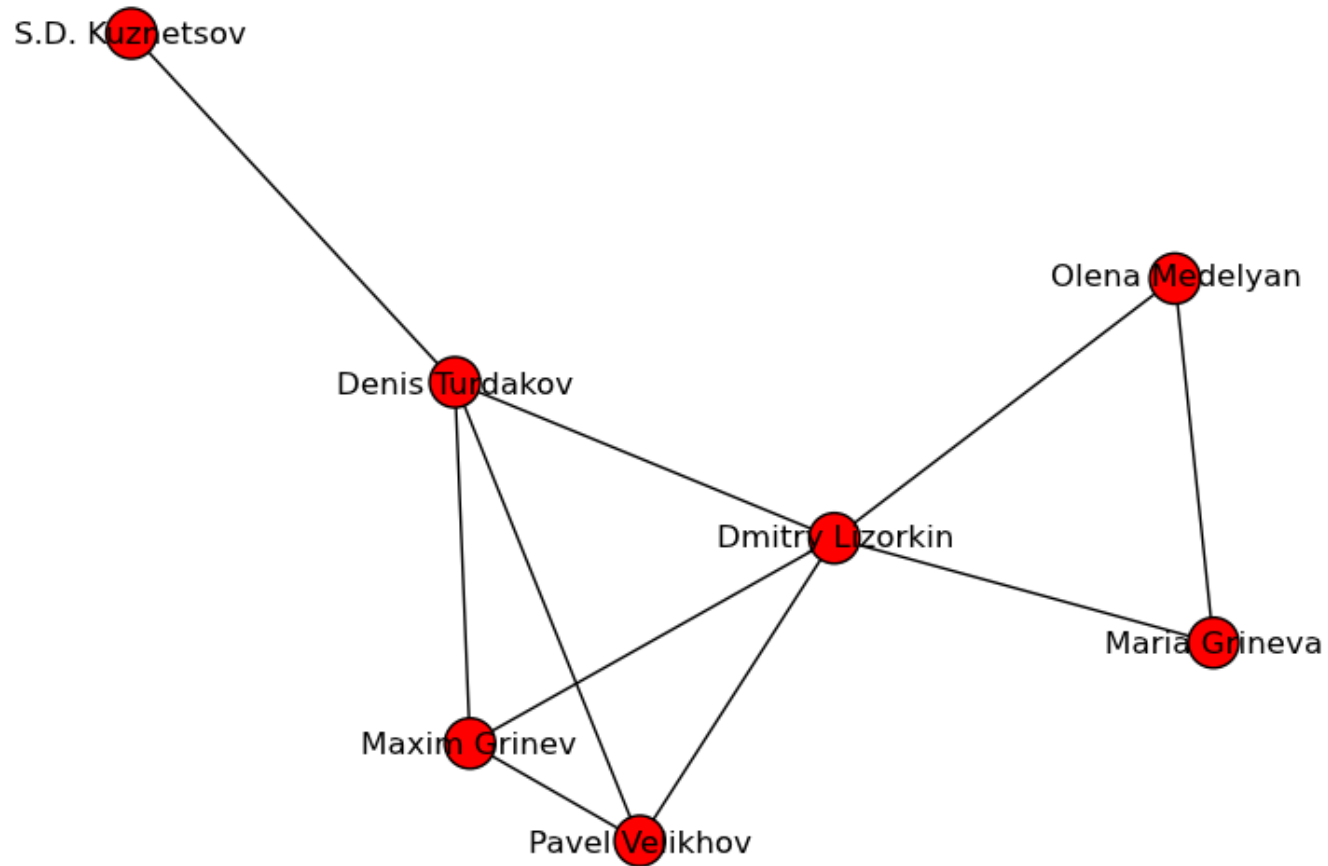 S.D. Kuznetsov
Olena Medelyan
Denis Turdakov
Dmitry Lizorkin
Maria Grineva
Maxim Grinev
Pavel Velikhov